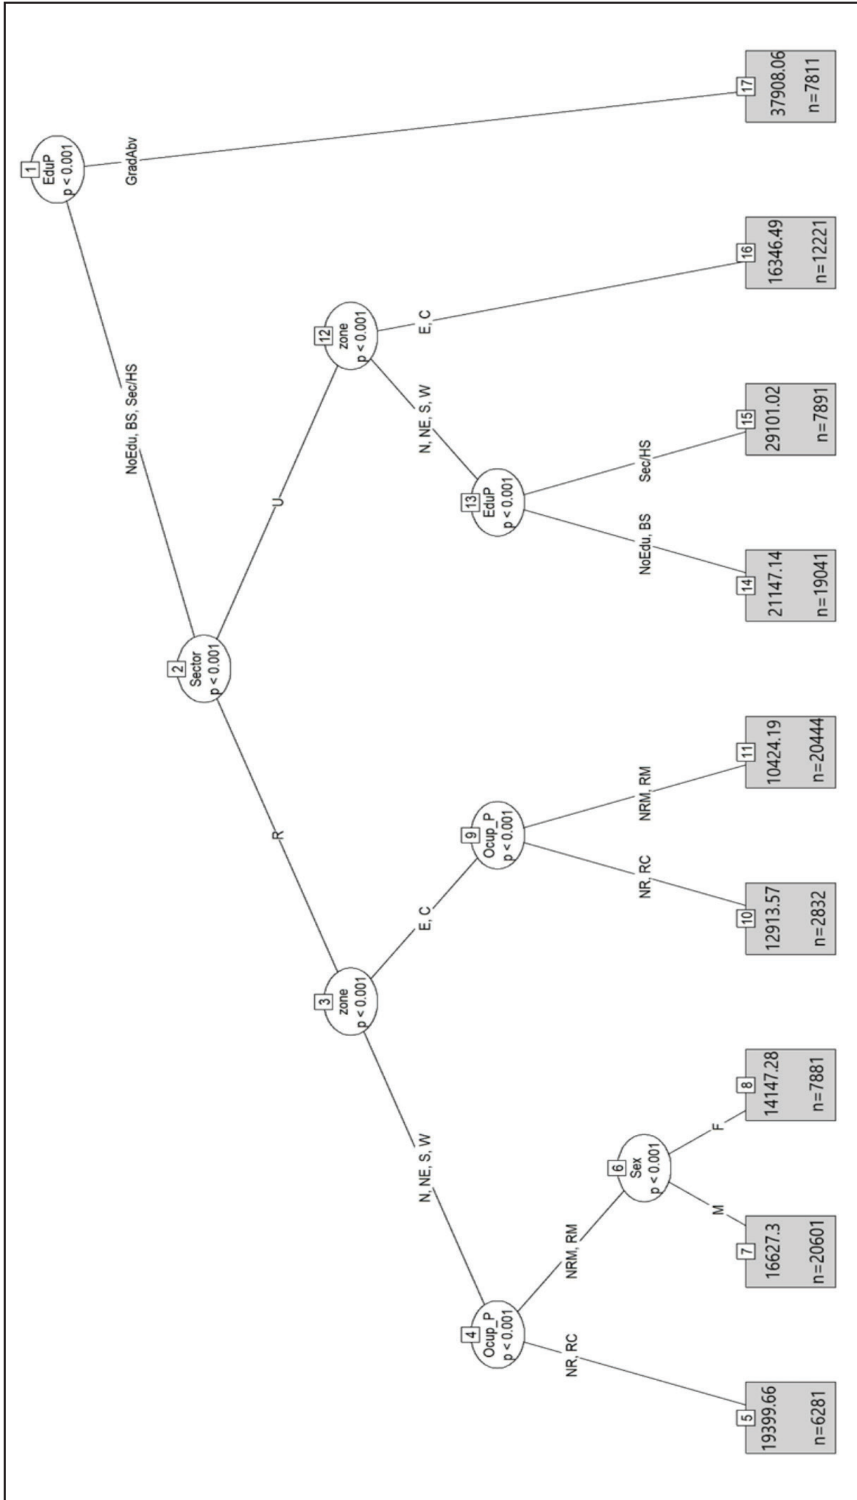 1
EduP
p < 0.001
NoEdu, BS, Sec/HS
GradAbv
2
Sector
p < 0.001
R
U
3
zone
p < 0.001
N, NE, S, W
E, C
12
zone
p < 0.001
N, NE, S, W
E, C
4
Ocup_P
p < 0.001
NR, RC
NRM, RM
9
Ocup_P
p < 0.001
NR, RC
NRM, RM
13
EduP
p < 0.001
NoEdu, BS
Sec/HS
6
Sex
p < 0.001
M
F
5
19399.66
n=6281
7
16627.3
n=20601
8
14147.28
n=7881
10
12913.57
n=2832
11
10424.19
n=20444
14
21147.14
n=19041
15
29101.02
n=7891
16
16346.49
n=12221
17
37908.06
n=7811